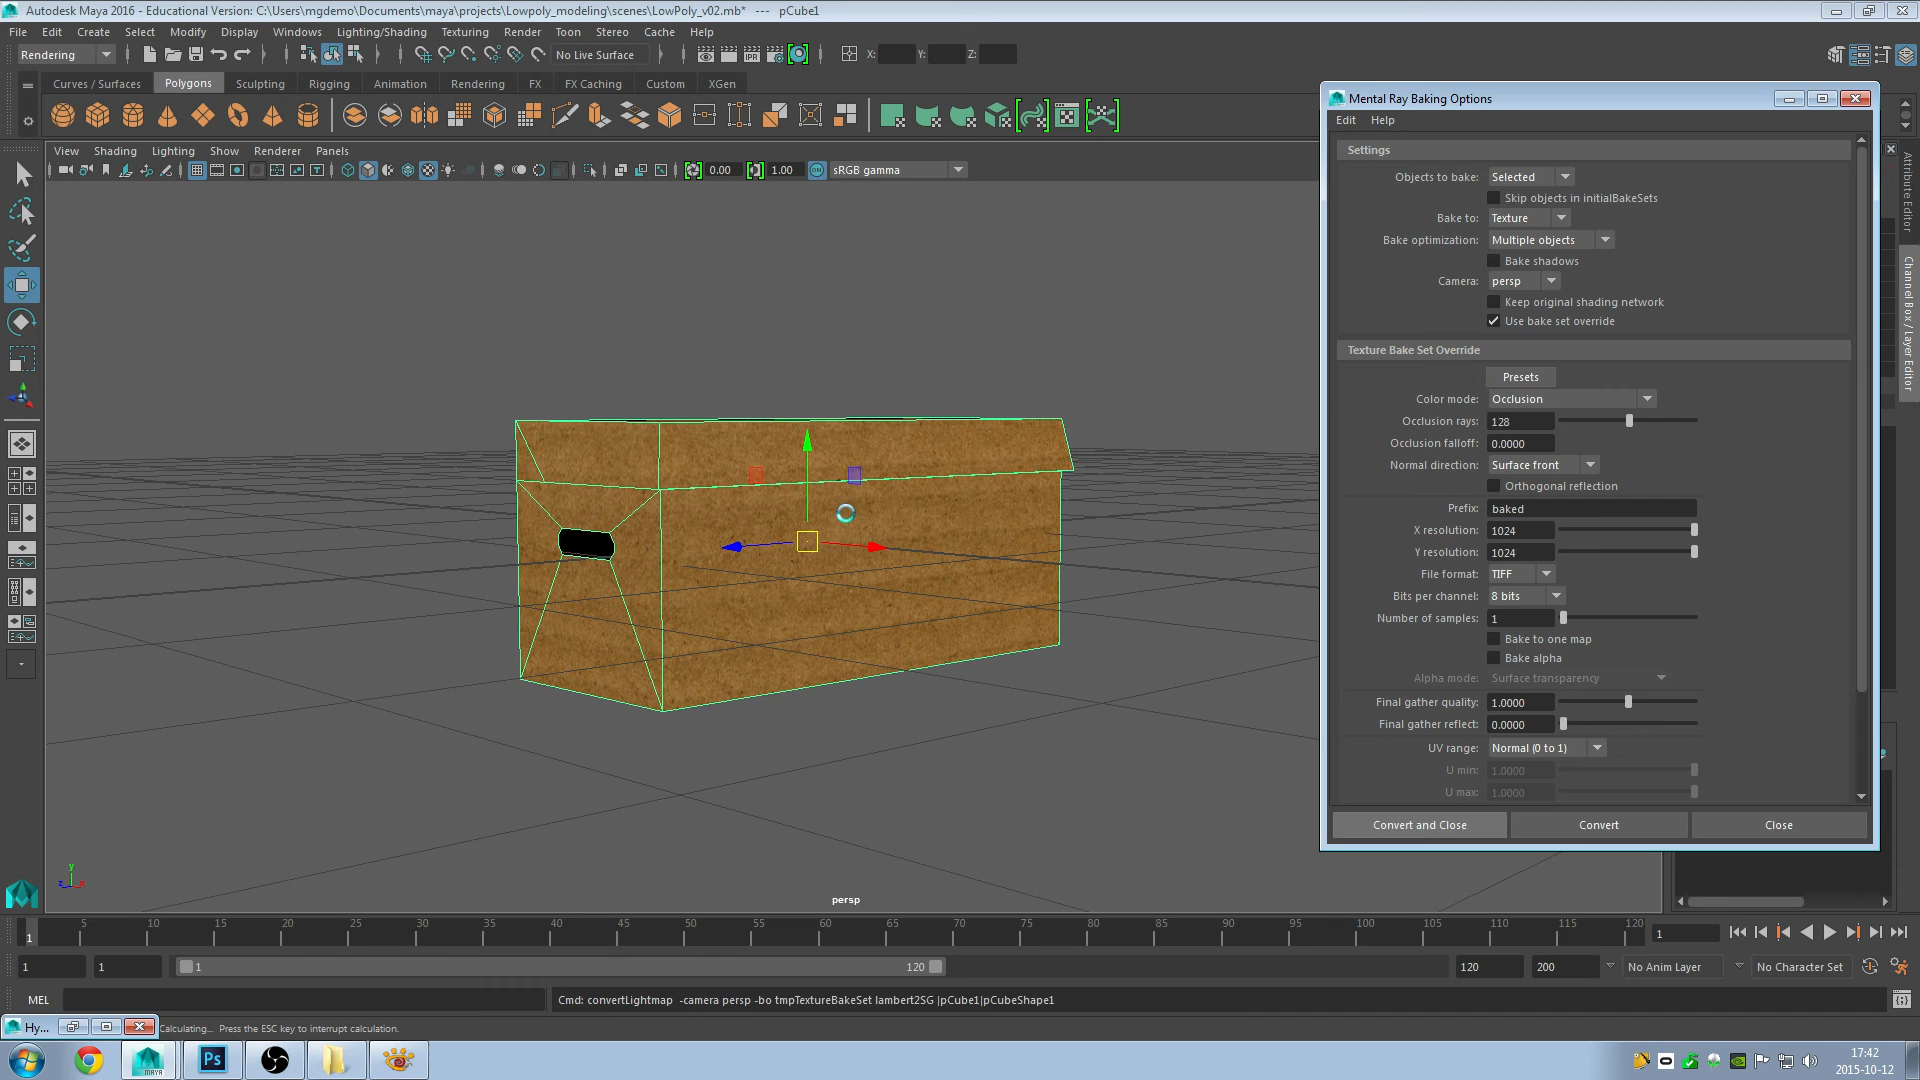 Autodesk Maya 2016 - Educational Version: C:\Users\mgdemo\Documents\maya\projects\Lowpoly_modeling\scenes\LowPoly_v02.mb*  ---  pCube1
File Edit Create Select Modify Display Windows Lighting/Shading Texturing Render Toon Stereo Cache Help
Rendering No Live Surface X: Y: Z:
Curves / Surfaces Polygons Sculpting Rigging Animation Rendering FX FX Caching Custom XGen
View Shading Lighting Show Renderer Panels
0.00 1.00 ON sRGB gamma
persp
y
z x
Mental Ray Baking Options
Edit Help
Settings
Objects to bake: Selected
Skip objects in initialBakeSets
Bake to: Texture
Bake optimization: Multiple objects
Bake shadows
Camera: persp
Keep original shading network
Use bake set override
Texture Bake Set Override
Presets
Color mode: Occlusion
Occlusion rays: 128
Occlusion falloff: 0.0000
Normal direction: Surface front
Orthogonal reflection
Prefix: baked
X resolution: 1024
Y resolution: 1024
File format: TIFF
Bits per channel: 8 bits
Number of samples: 1
Bake to one map
Bake alpha
Alpha mode: Surface transparency
Final gather quality: 1.0000
Final gather reflect: 0.0000
UV range: Normal (0 to 1)
U min: 1.0000
U max: 1.0000
Convert and Close Convert Close
Attribute Editor
Channel Box / Layer Editor
5 10 15 20 25 30 35 40 45 50 55 60 65 70 75 80 85 90 95 100 105 110 115 120
1 1
1 1 1 120 120 200 No Anim Layer No Character Set
MEL Cmd: convertLightmap  -camera persp -bo tmpTextureBakeSet lambert2SG |pCube1|pCubeShape1
Hy... Calculating...  Press the ESC key to interrupt calculation.
MAYA Ps
17:42
2015-10-12